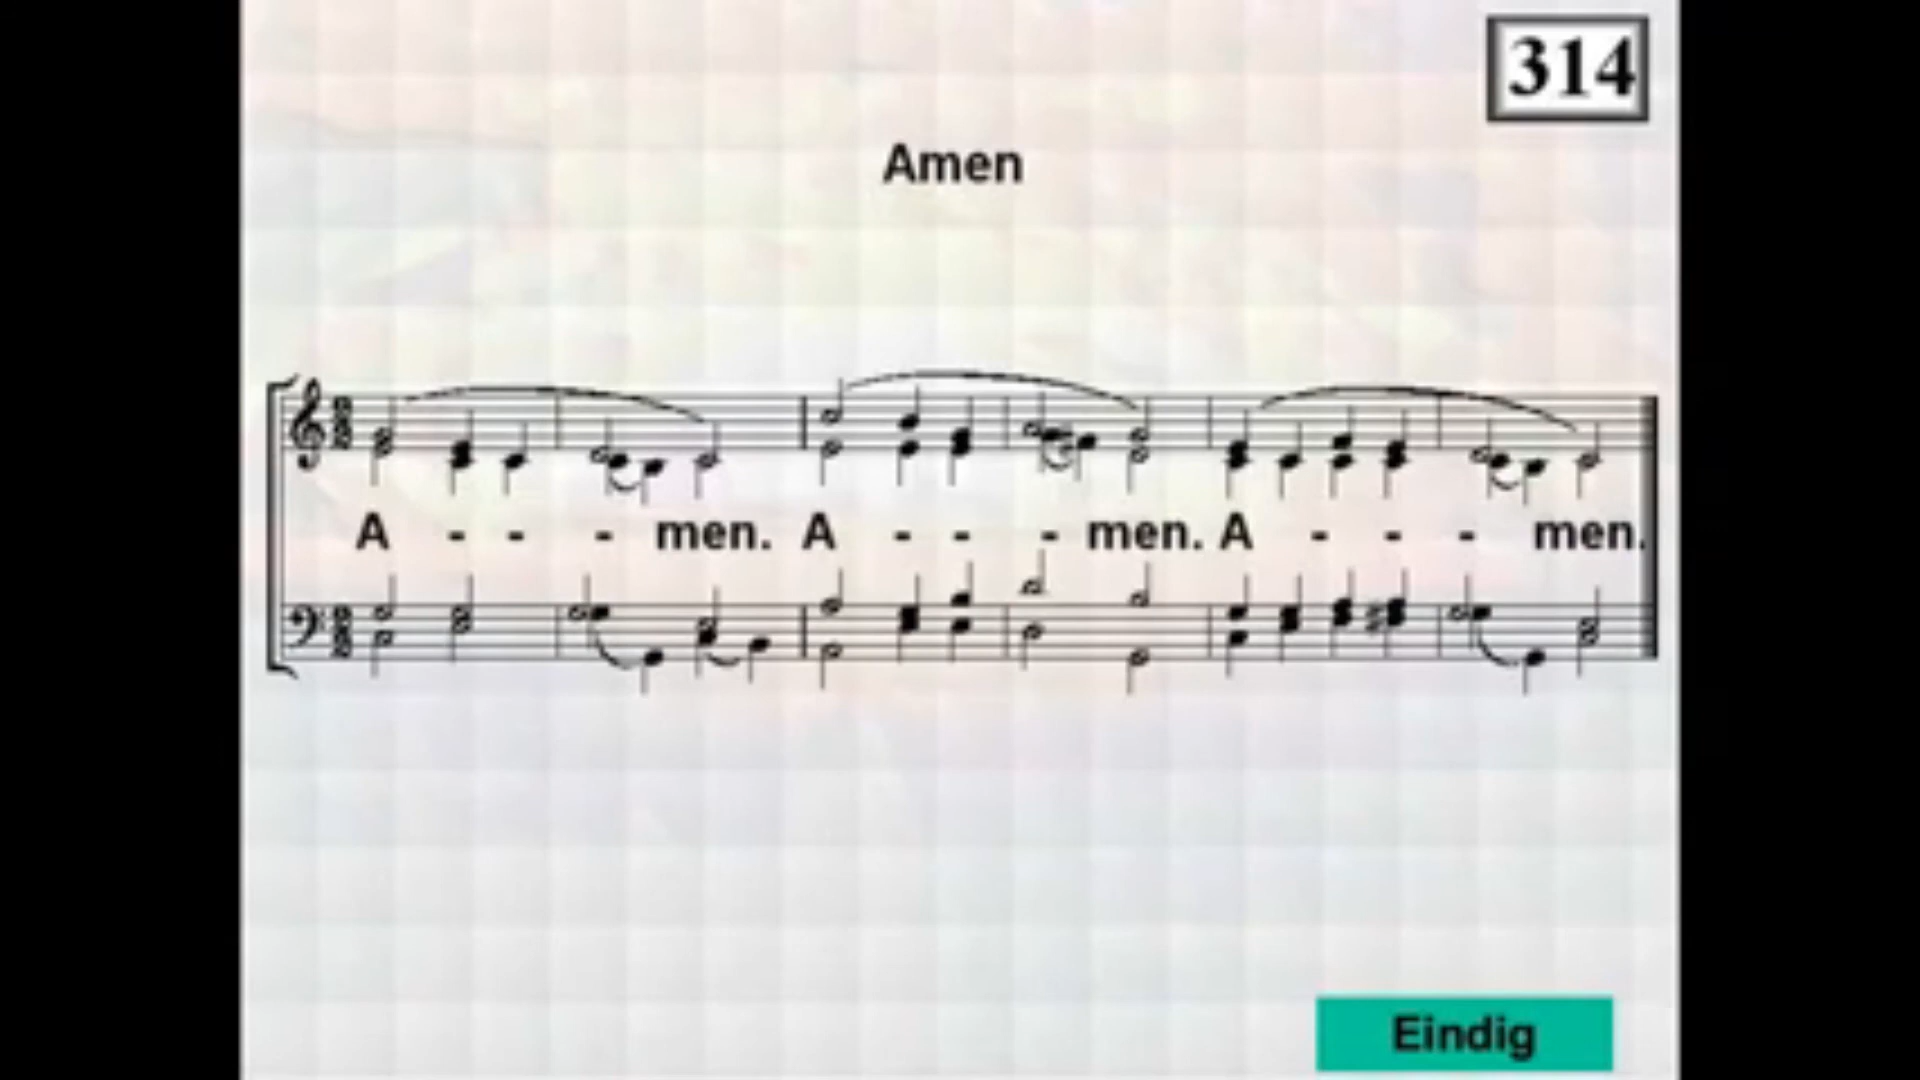 314
Amen
A - - - men. A - - - men. A - - - men.
Eindig